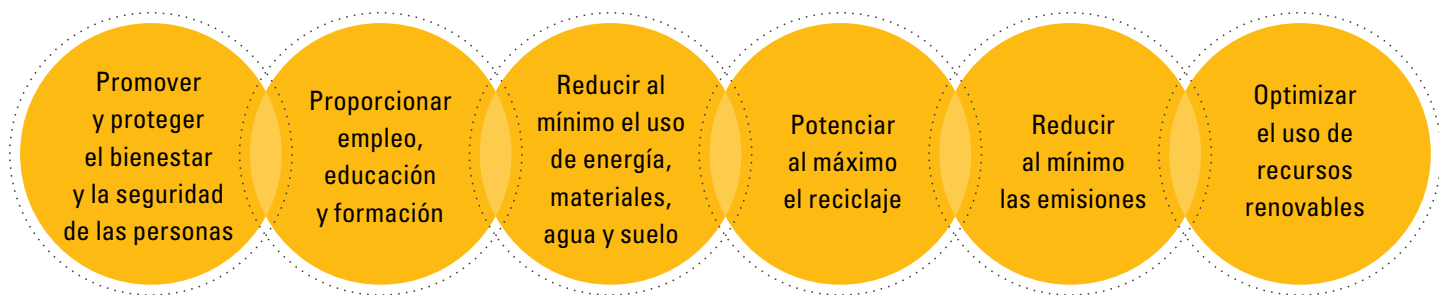 Promover
y proteger
el bienestar
y la seguridad
de las personas
Proporcionar
empleo,
educación
y formación
Reducir al
mínimo el uso
de energía,
materiales,
agua y suelo
Potenciar
al máximo
el reciclaje
Reducir
al mínimo
las emisiones
Optimizar
el uso de
recursos
renovables